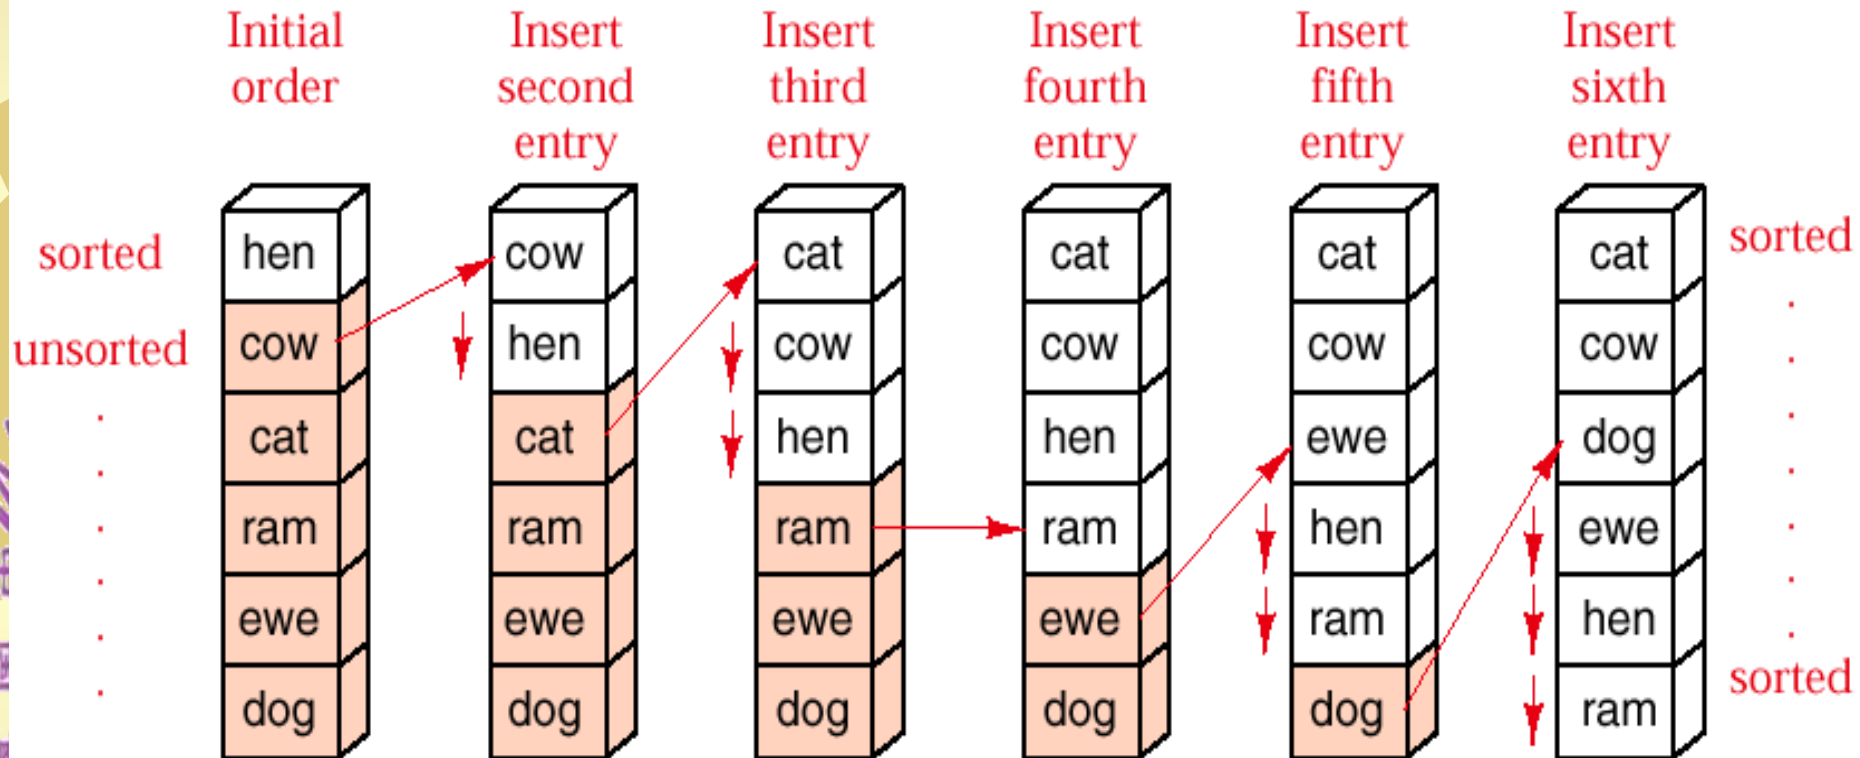 Initial order
Insert second entry
Insert third entry
Insert fourth entry
Insert fifth entry
Insert sixth entry
sorted
unsorted
.
.
.
.
.
.
hen
cow
cat
ram
ewe
dog
cow
hen
cat
ram
ewe
dog
cat
cow
hen
ram
ewe
dog
cat
cow
hen
ram
ewe
dog
cat
cow
ewe
hen
ram
dog
cat
cow
dog
ewe
hen
ram
sorted
.
.
.
.
.
.
.
sorted